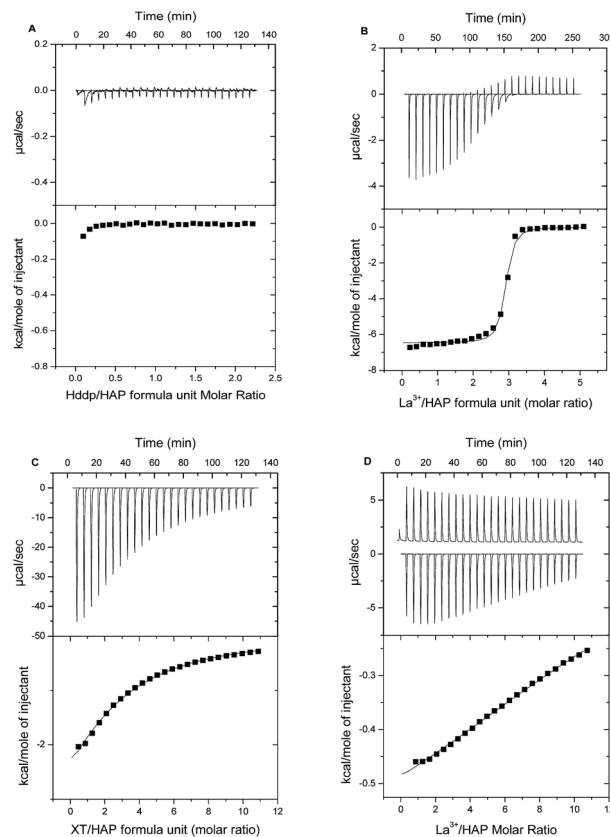 Time (min)
0 20 40 60 80 100 120 140
A
0.2
0.0
-0.2
-0.4
µcal/sec
0.0
-0.2
-0.4
-0.6
-0.8
kcal/mole of injectant
0.0 0.5 1.0 1.5 2.0 2.5
Hddp/HAP formula unit Molar Ratio
Time (min)
0 50 100 150 200 250 30
B
2
0
-2
-4
µcal/sec
0
-2
-4
-6
-8
kcal/mole of injectant
0 1 2 3 4 5
La³⁺/HAP formula unit (molar ratio)
Time (min)
0 20 40 60 80 100 120 140
C
0
-10
-20
-30
-40
-50
µcal/sec
-2
kcal/mole of injectant
0 2 4 6 8 10 12
XT/HAP formula unit (molar ratio)
Time (min)
0 20 40 60 80 100 120 140
D
5
0
-5
µcal/sec
-0.3
-0.4
-0.5
kcal/mole of injectant
0 2 4 6 8 10 12
La³⁺/HAP Molar Ratio